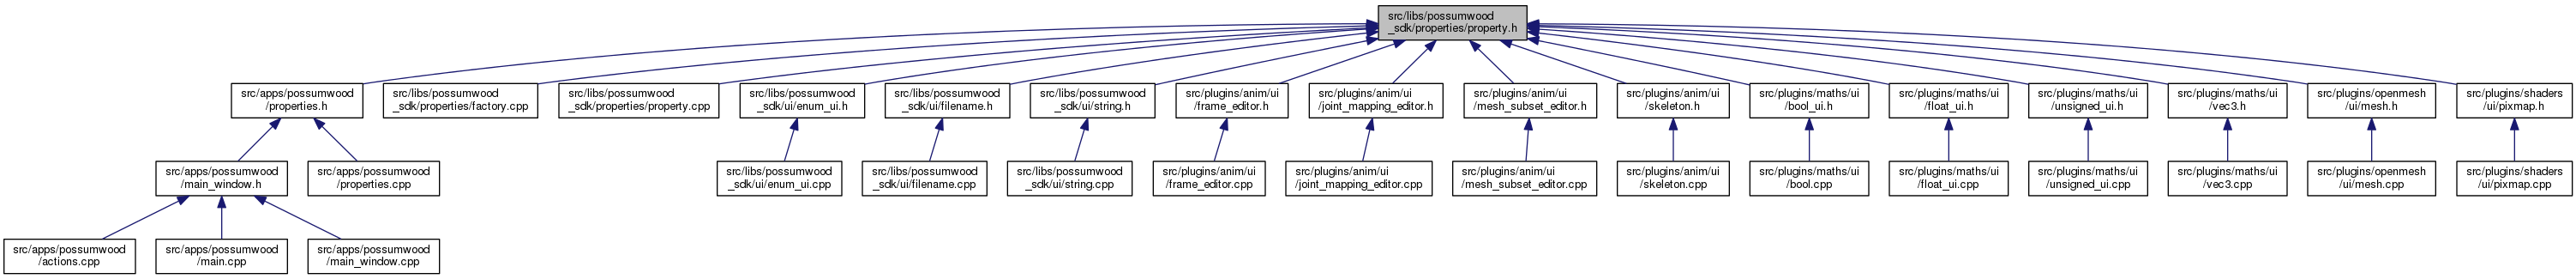 src/libs/possumwood
_sdk/properties/property.h
src/apps/possumwood
/properties.h
src/libs/possumwood
_sdk/properties/factory.cpp
src/libs/possumwood
_sdk/properties/property.cpp
src/libs/possumwood
_sdk/ui/enum_ui.h
src/libs/possumwood
_sdk/ui/filename.h
src/libs/possumwood
_sdk/ui/string.h
src/plugins/anim/ui
/frame_editor.h
src/plugins/anim/ui
/joint_mapping_editor.h
src/plugins/anim/ui
/mesh_subset_editor.h
src/plugins/anim/ui
/skeleton.h
src/plugins/maths/ui
/bool_ui.h
src/plugins/maths/ui
/float_ui.h
src/plugins/maths/ui
/unsigned_ui.h
src/plugins/maths/ui
/vec3.h
src/plugins/openmesh
/ui/mesh.h
src/plugins/shaders
/ui/pixmap.h
src/apps/possumwood
/main_window.h
src/apps/possumwood
/properties.cpp
src/libs/possumwood
_sdk/ui/enum_ui.cpp
src/libs/possumwood
_sdk/ui/filename.cpp
src/libs/possumwood
_sdk/ui/string.cpp
src/plugins/anim/ui
/frame_editor.cpp
src/plugins/anim/ui
/joint_mapping_editor.cpp
src/plugins/anim/ui
/mesh_subset_editor.cpp
src/plugins/anim/ui
/skeleton.cpp
src/plugins/maths/ui
/bool.cpp
src/plugins/maths/ui
/float_ui.cpp
src/plugins/maths/ui
/unsigned_ui.cpp
src/plugins/maths/ui
/vec3.cpp
src/plugins/openmesh
/ui/mesh.cpp
src/plugins/shaders
/ui/pixmap.cpp
src/apps/possumwood
/actions.cpp
src/apps/possumwood
/main.cpp
src/apps/possumwood
/main_window.cpp